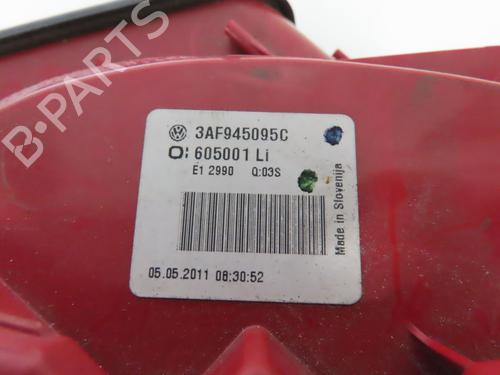 B-PARTS
3AF945095C
O: 605001 Li
E1 2990 Q:03S
05.05.2011 08:30:52
Made in Slovenija